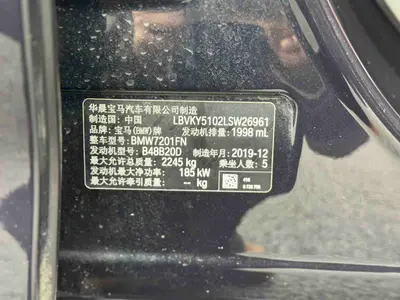 华晨宝马汽车有限公司制造
制造国: 中国 LBVKY5102LSW26961
品牌: 宝马(BMW)牌 发动机排量: 1998 mL
整车型号: BMW7201FN
发动机型号: B48B20D 制造年月: 2019-12
最大允许总质量: 2245 kg 乘坐人数: 5
发动机最大净功率: 185 kW
最大允许牵引质量: -- kg